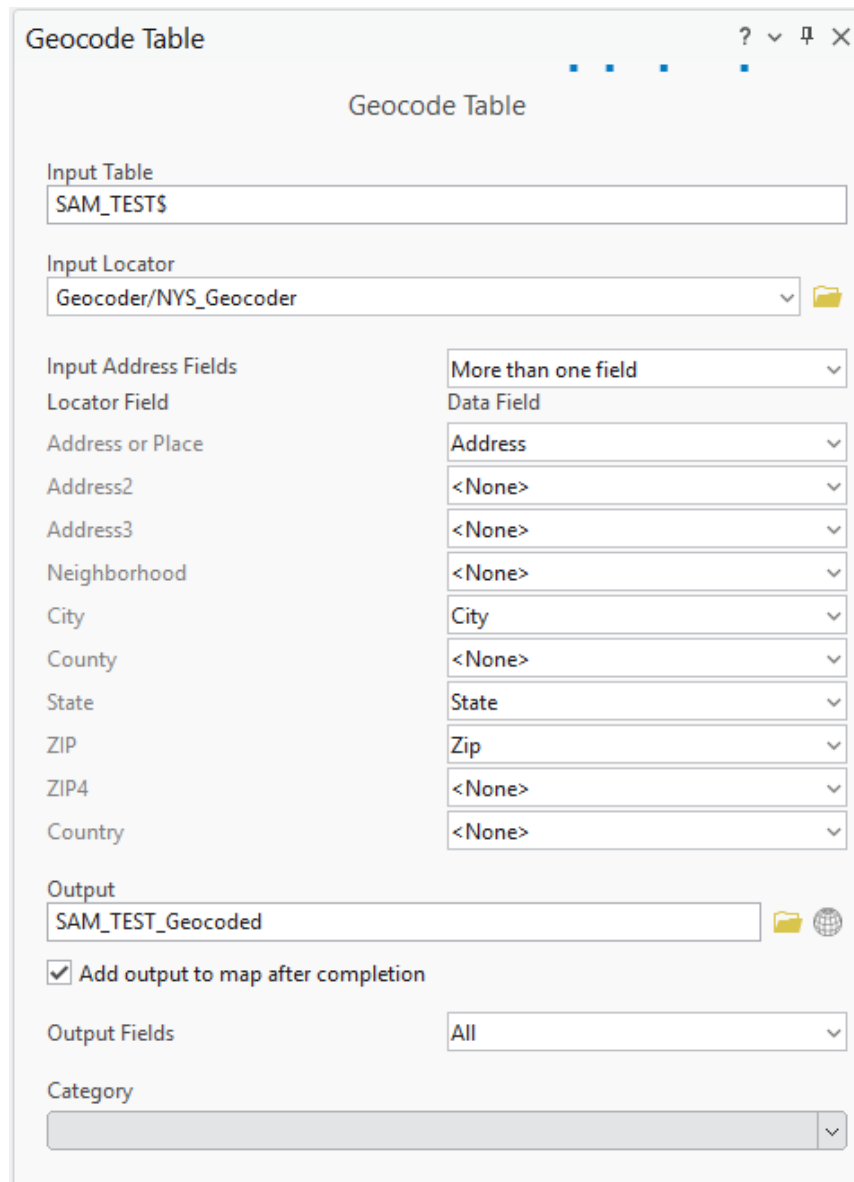 Geocode Table ?
Geocode Table
Input Table
SAM_TEST$
Input Locator
Geocoder/NYS_Geocoder
Input Address Fields More than one field
Locator Field Data Field
Address or Place Address
Address2 <None>
Address3 <None>
Neighborhood <None>
City City
County <None>
State State
ZIP Zip
ZIP4 <None>
Country <None>
Output
SAM_TEST_Geocoded
Add output to map after completion
Output Fields All
Category